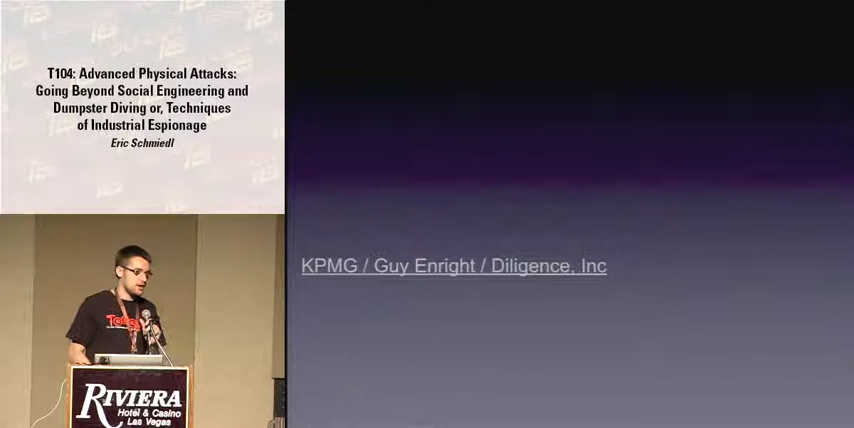 T104: Advanced Physical Attacks:
Going Beyond Social Engineering and
Dumpster Diving or, Techniques
of Industrial Espionage
Eric Schmiedl
KPMG / Guy Enright / Diligence, Inc
RIVIERA
Hotel & Casino
Las Vegas